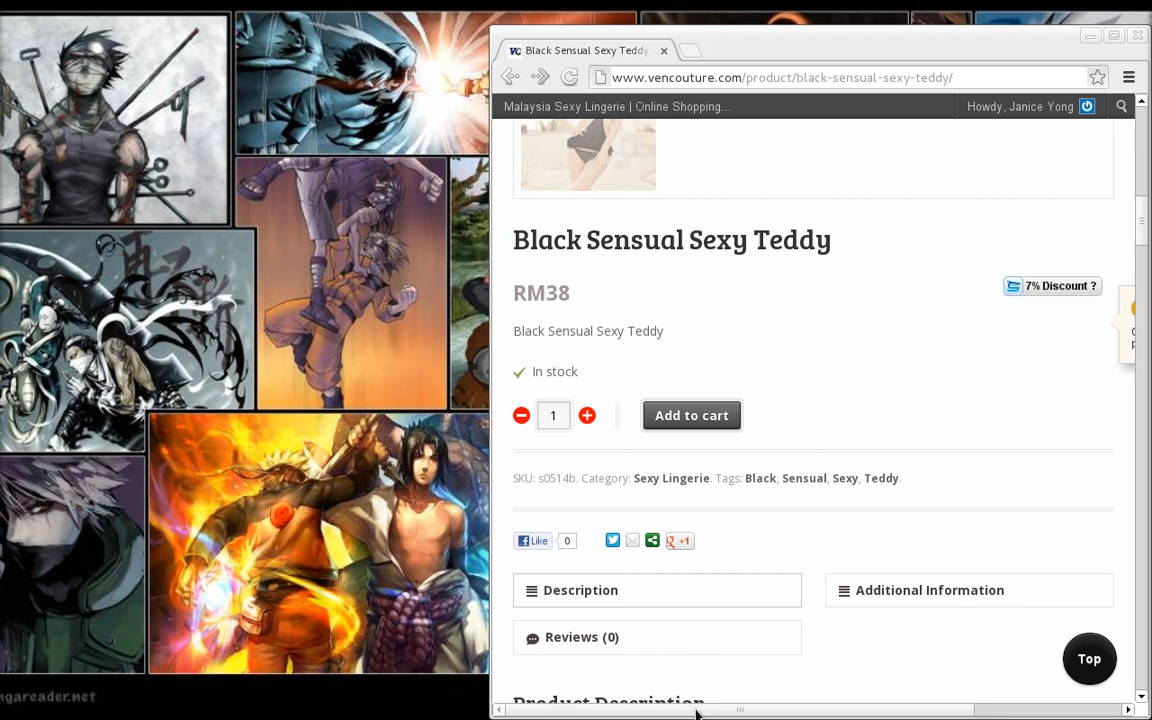 Black Sensual Sexy Teddy
www.vencouture.com/product/black-sensual-sexy-teddy/
Malaysia Sexy Lingerie | Online Shopping...
Howdy, Janice Yong
Black Sensual Sexy Teddy
RM38
7% Discount ?
Black Sensual Sexy Teddy
In stock
1
Add to cart
SKU: s0514b. Category: Sexy Lingerie. Tags: Black, Sensual, Sexy, Teddy.
Like 0
+1
Description
Additional Information
Reviews (0)
Top
Product Description
ngareader.net